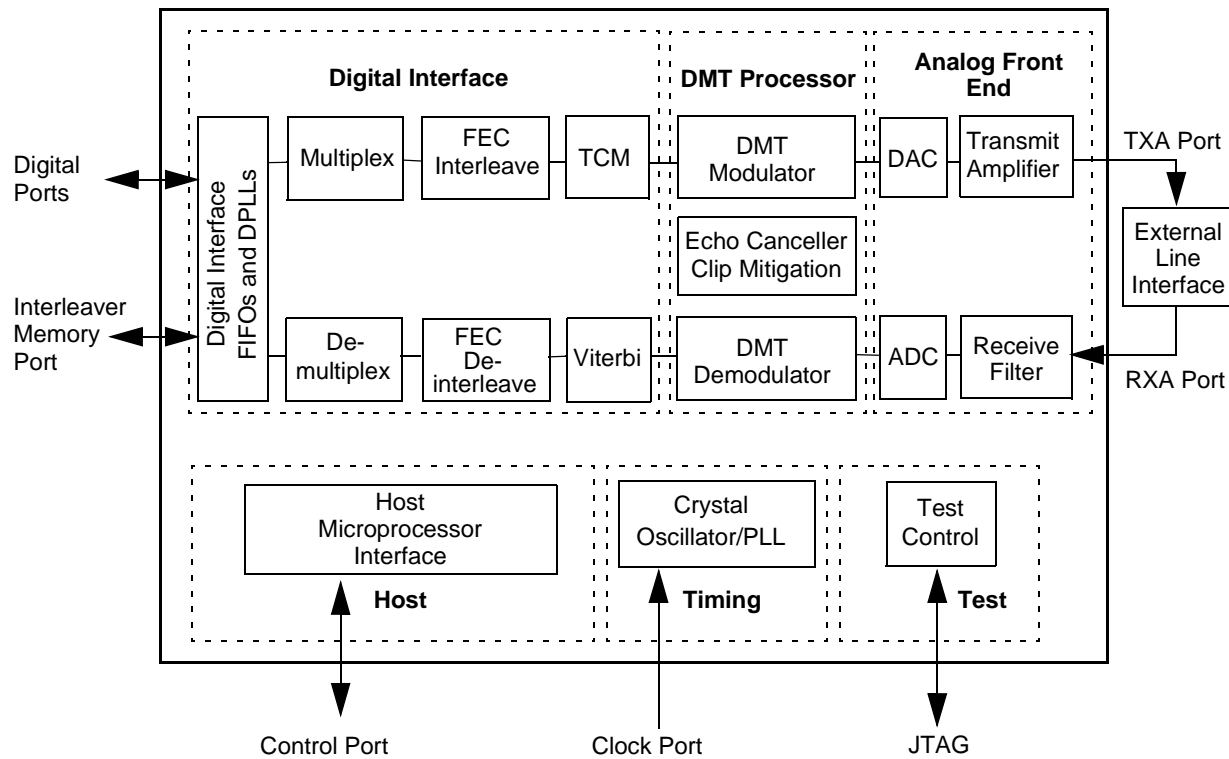 Digital Interface
DMT Processor
Analog Front
End
Digital
Ports
Interleaver
Memory
Port
Digital Interface
FIFOs and DPLLs
Multiplex
FEC
Interleave
TCM
DMT
Modulator
DAC
Transmit
Amplifier
TXA Port
Echo Canceller
Clip Mitigation
External
Line
Interface
De-
multiplex
FEC
De-
interleave
Viterbi
DMT
Demodulator
ADC
Receive
Filter
RXA Port
Host
Microprocessor
Interface
Host
Crystal
Oscillator/PLL
Timing
Test
Control
Test
Control Port
Clock Port
JTAG